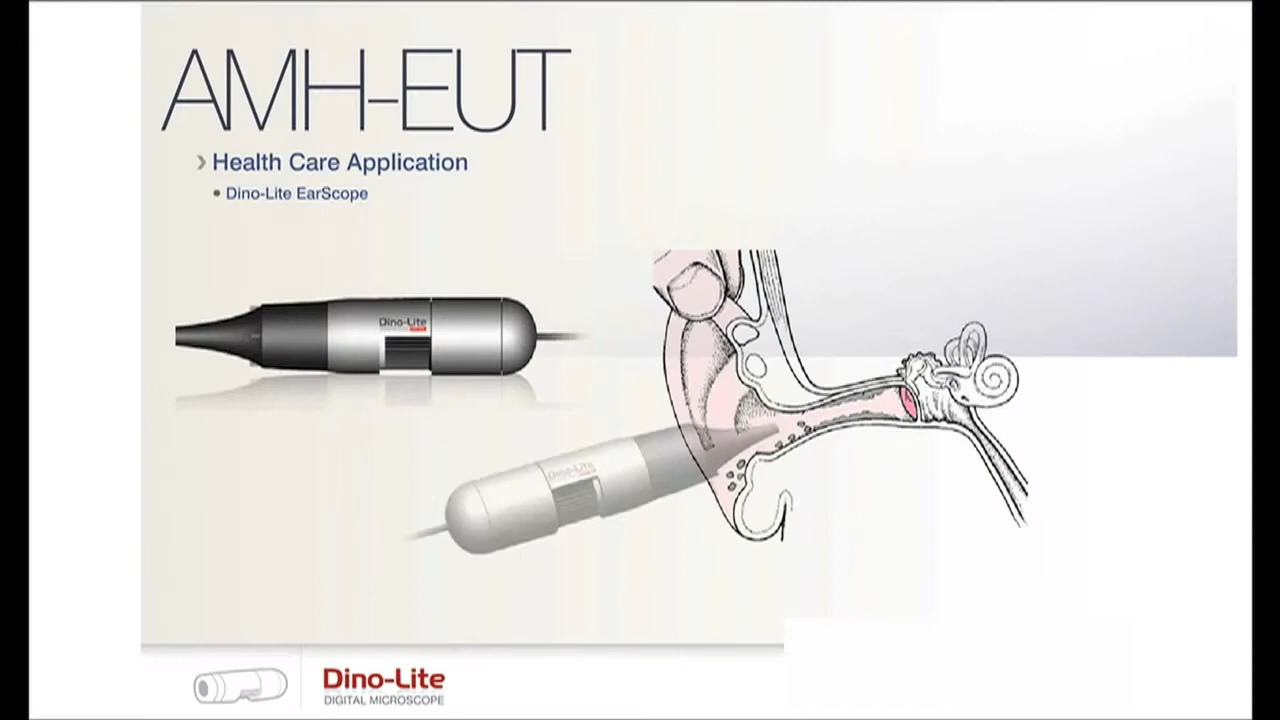 AMH-EUT
› Health Care Application
• Dino-Lite EarScope
Dino-Lite
Dino-Lite
Dino-Lite
DIGITAL MICROSCOPE